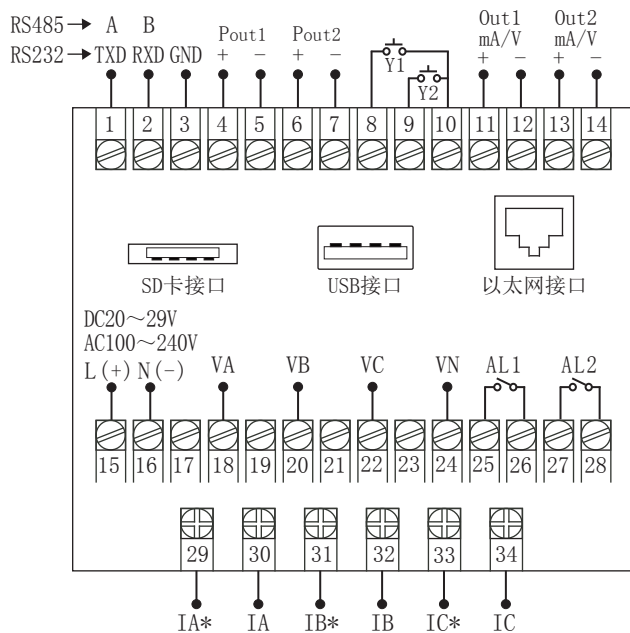 RS485→ A B Pout1 Pout2 Out1 Out2
mA/V mA/V
RS232→ TXD RXD GND + − + − Y1 Y2 + − + −
1 2 3 4 5 6 7 8 9 10 11 12 13 14
SD卡接口 USB接口 以太网接口
DC20～29V
AC100～240V
L(+) N(-) VA VB VC VN AL1 AL2
15 16 17 18 19 20 21 22 23 24 25 26 27 28
29 30 31 32 33 34
IA* IA IB* IB IC* IC